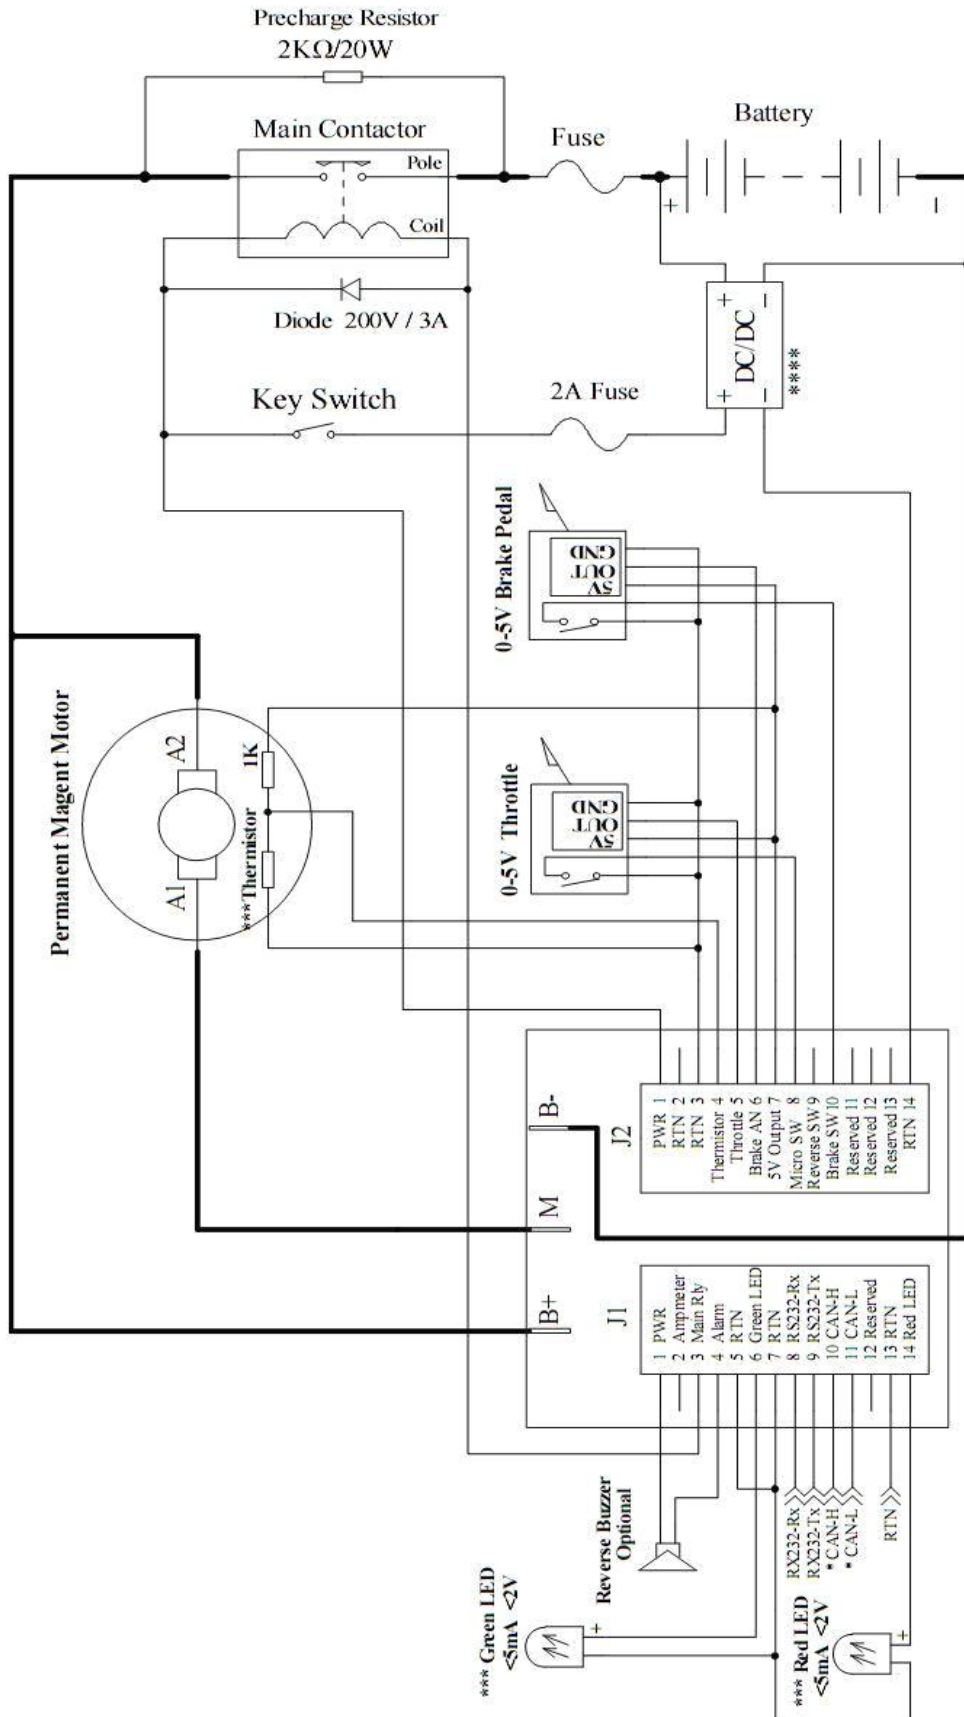 Precharge Resistor
2KΩ/20W
Main Contactor
Pole
Coil
Fuse
Battery
+
−
Diode 200V / 3A
Key Switch
2A Fuse
+
−
DC/DC
+
−
****
0-5V Brake Pedal
GND
OUT
5V
Permanent Magent Motor
A2
A1
1K
***Thermistor
0-5V Throttle
GND
OUT
5V
B-
M
B+
J2
PWR 1
RTN 2
RTN 3
Thermistor 4
Throttle 5
Brake AN 6
5V Output 7
Micro SW 8
Reverse SW 9
Brake SW 10
Reserved 11
Reserved 12
Reserved 13
RTN 14
J1
1 PWR
2 Ampmeter
3 Main Rly
4 Alarm
5 RTN
6 Green LED
7 RTN
8 RS232-Rx
9 RS232-Tx
10 CAN-H
11 CAN-L
12 Reserved
13 RTN
14 Red LED
Reverse Buzzer
Optional
RX232-Rx
RX232-Tx
* CAN-H
* CAN-L
RTN
*** Green LED
<5mA <2V
+
*** Red LED
<5mA <2V
+